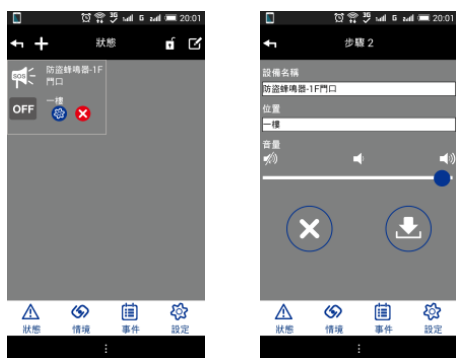 20:01
狀態
SOS
防盜蜂鳴器-1F
門口
OFF
一樓
狀態
情境
事件
設定
20:01
步驟 2
設備名稱
防盜蜂鳴器-1F門口
位置
一樓
音量
狀態
情境
事件
設定